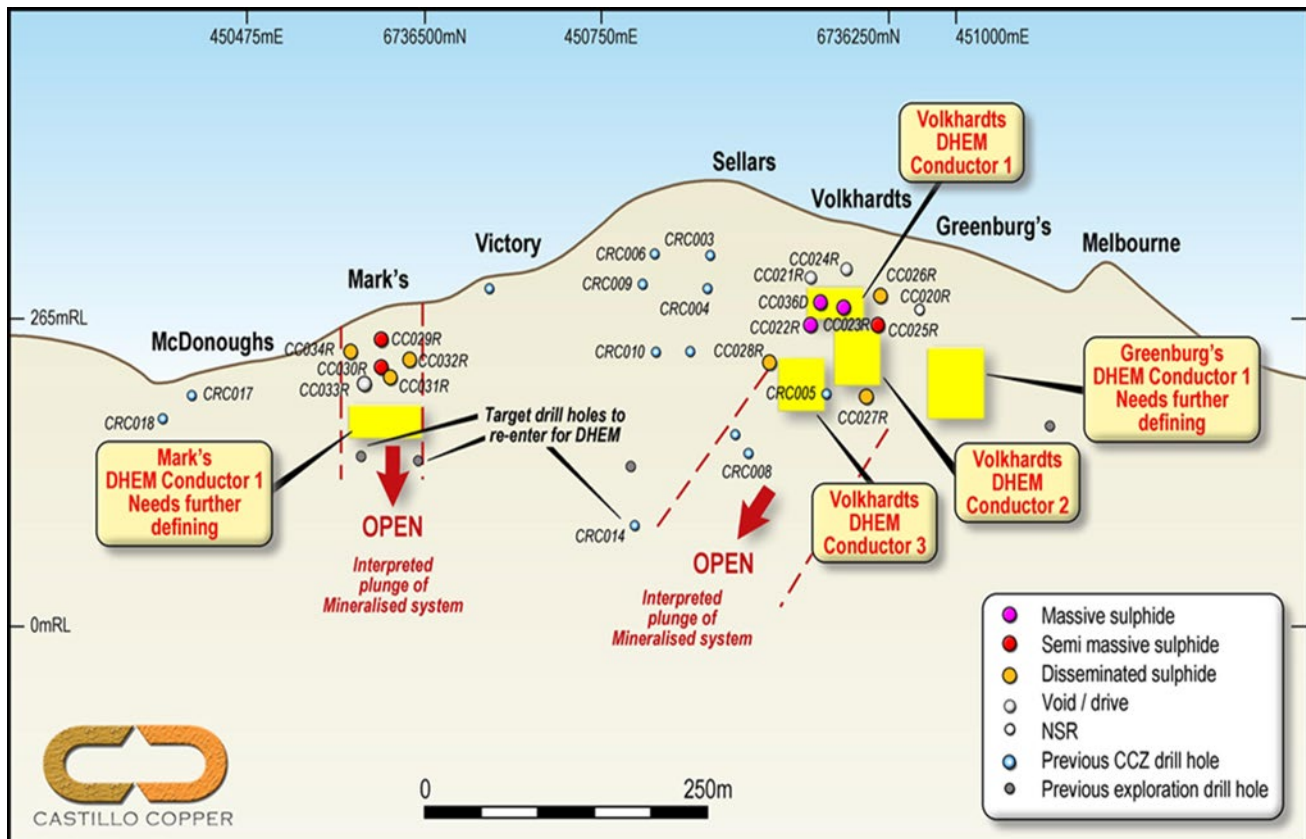 450475mE
6736500mN
450750mE
6736250mN
451000mE
Volkhardts
DHEM
Conductor 1
Sellars
Volkhardts
Greenburg's
Melbourne
Victory
Mark's
McDonoughs
265mRL
0mRL
CRC006
CRC003
CRC009
CRC004
CRC010
CC024R
CC021R
CC026R
CC036D
CC020R
CC022R
CC023R
CC025R
CC028R
CRC005
CC027R
CRC008
CC029R
CC034R
CC032R
CC030R
CC031R
CC033R
CRC017
CRC018
CRC014
Target drill holes to
re-enter for DHEM
Mark's
DHEM Conductor 1
Needs further
defining
Greenburg's
DHEM Conductor 1
Needs further
defining
Volkhardts
DHEM
Conductor 2
Volkhardts
DHEM
Conductor 3
OPEN
Interpreted
plunge of
Mineralised system
OPEN
Interpreted
plunge of
Mineralised system
Massive sulphide
Semi massive sulphide
Disseminated sulphide
Void / drive
NSR
Previous CCZ drill hole
Previous exploration drill hole
CASTILLO COPPER
0
250m